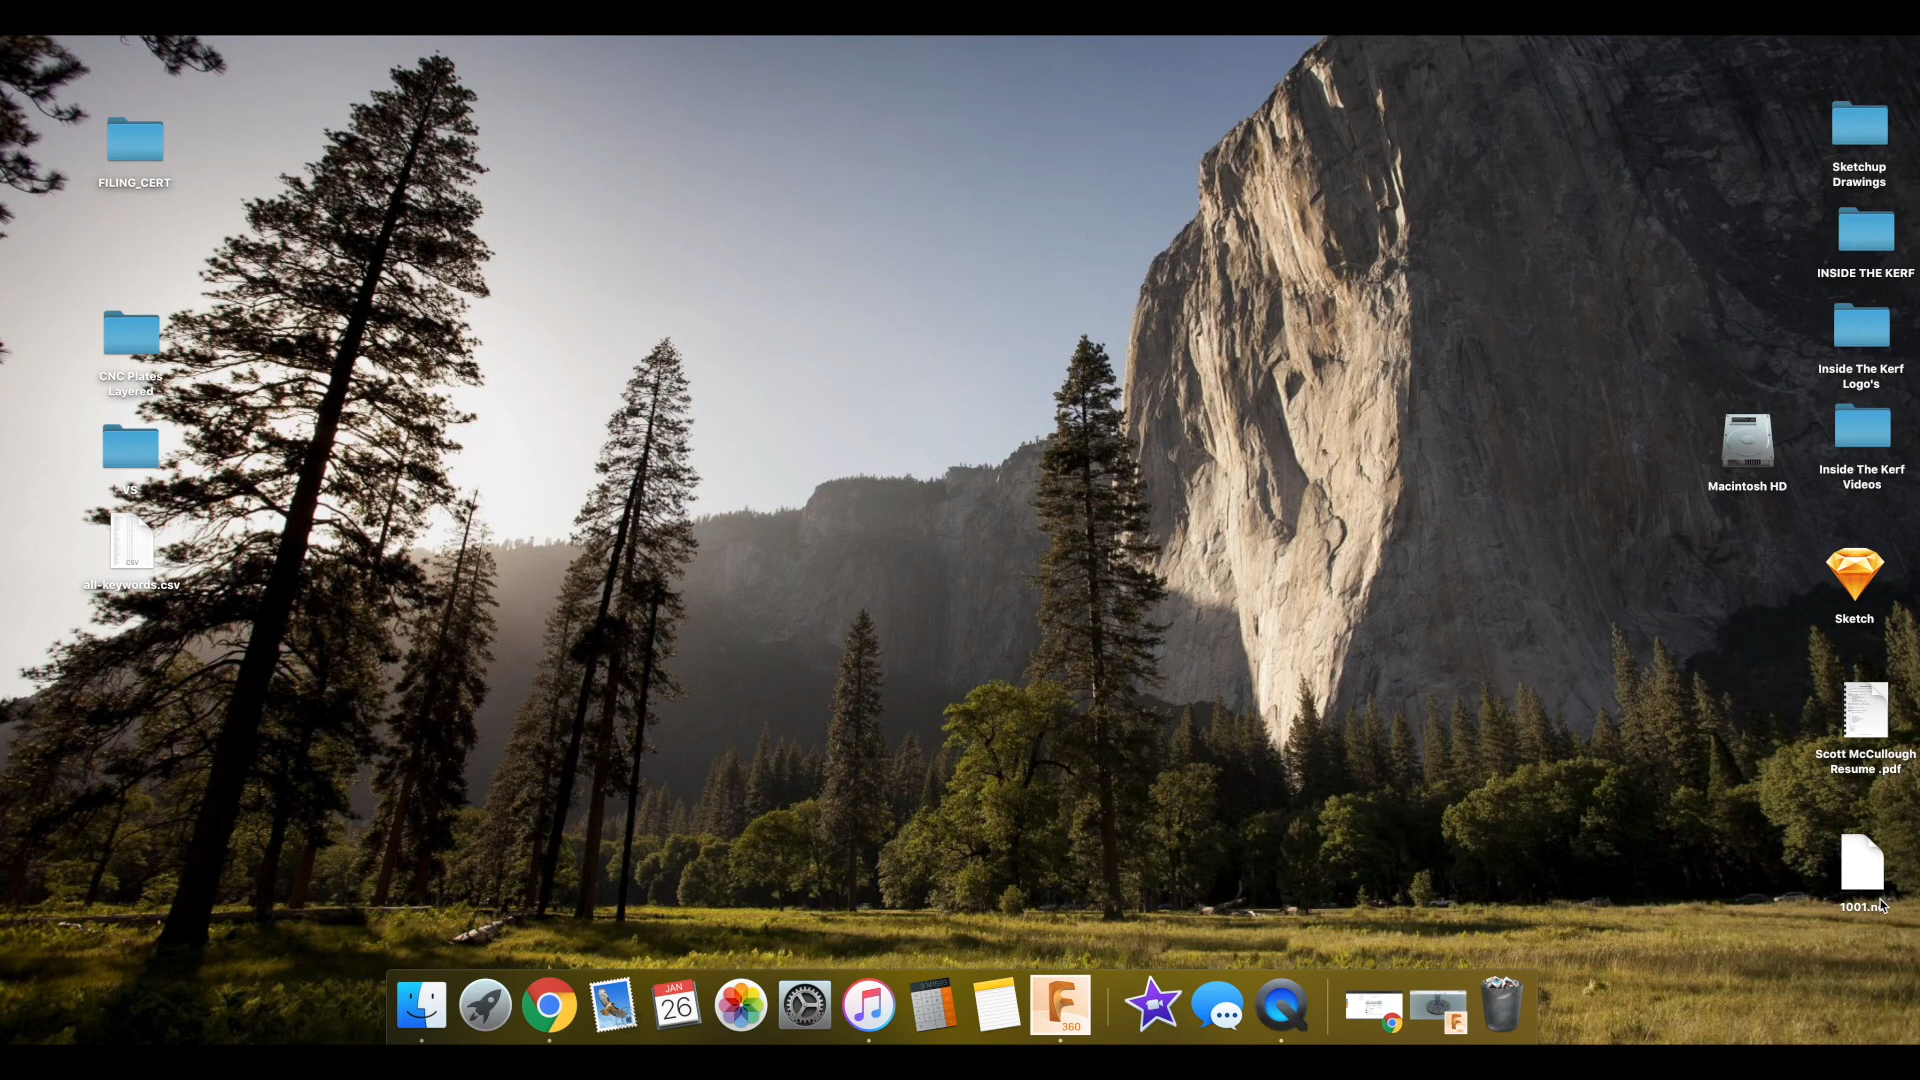 FILING_CERT
CNC Plates
Layered
VS
CSV
all-keywords.csv
Sketchup
Drawings
INSIDE THE KERF
Inside The Kerf
Logo's
Inside The Kerf
Videos
Macintosh HD
Sketch
Scott McCullough
Resume .pdf
JAN
26
360